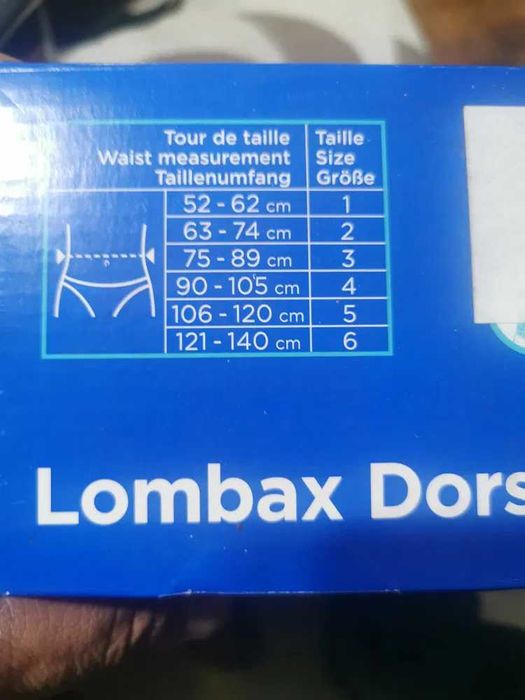 Tour de taille Taille
Waist measurement Size
Taillenumfang Größe
52 - 62 cm 1
63 - 74 cm 2
75 - 89 cm 3
90 - 105 cm 4
106 - 120 cm 5
121 - 140 cm 6
Lombax Dors